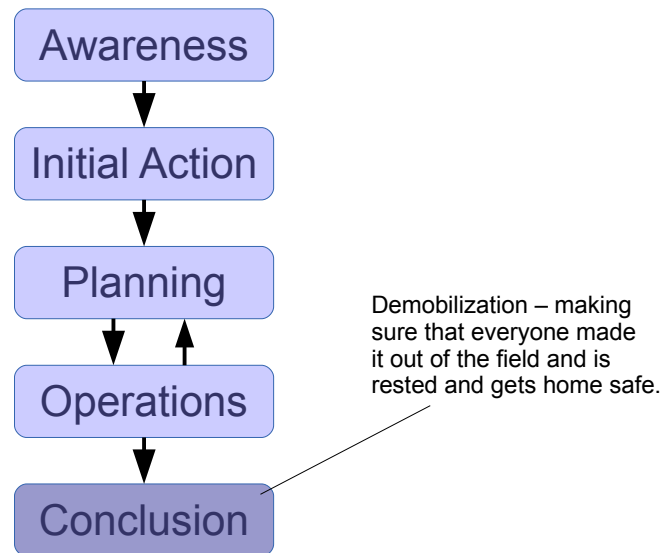 Awareness
Initial Action
Planning
Operations
Conclusion
Demobilization – making
sure that everyone made
it out of the field and is
rested and gets home safe.